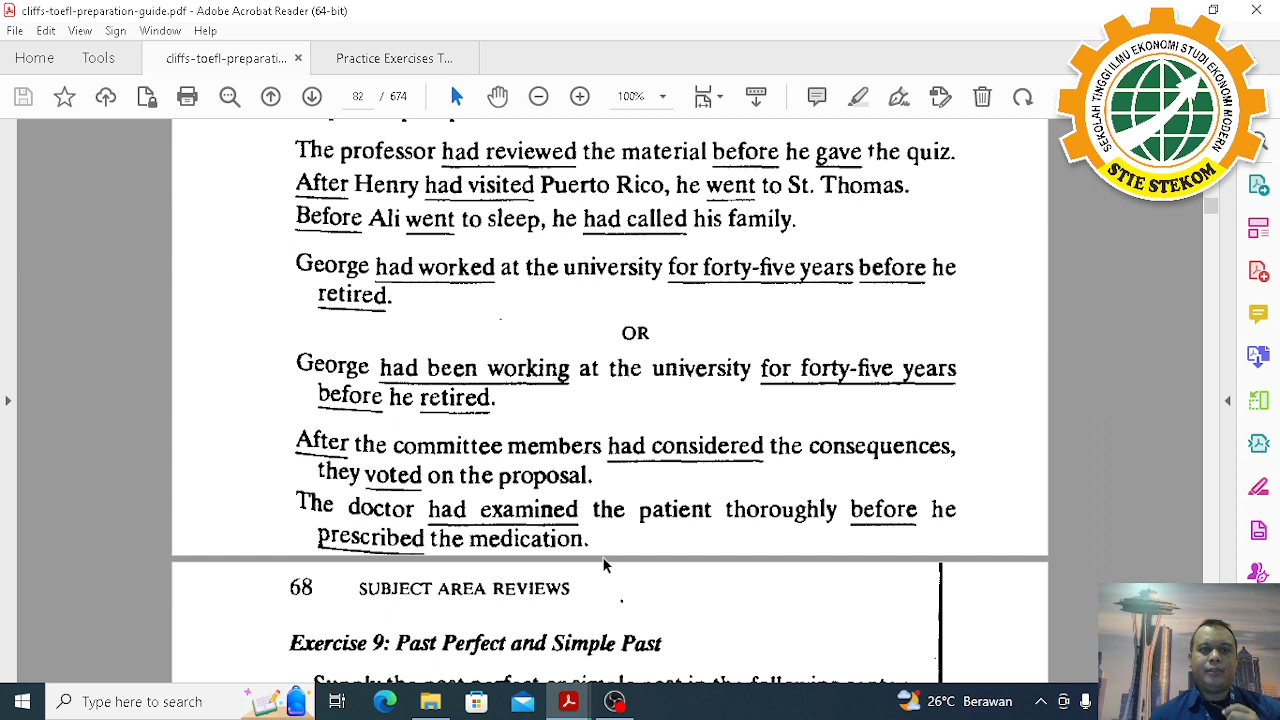 cliffs-toefl-preparation-guide.pdf - Adobe Acrobat Reader (64-bit)
File Edit View Sign Window Help
Home Tools cliffs-toefl-preparati... × Practice Exercises T...
82 / 674 100%
The professor had reviewed the material before he gave the quiz.
After Henry had visited Puerto Rico, he went to St. Thomas.
Before Ali went to sleep, he had called his family.
George had worked at the university for forty-five years before he
retired.
OR
George had been working at the university for forty-five years
before he retired.
After the committee members had considered the consequences,
they voted on the proposal.
The doctor had examined the patient thoroughly before he
prescribed the medication.
68 SUBJECT AREA REVIEWS
Exercise 9: Past Perfect and Simple Past
SEKOLAH TINGGI ILMU EKONOMI STUDI EKONOMI MODERN
STIE STEKOM
Type here to search
26°C Berawan